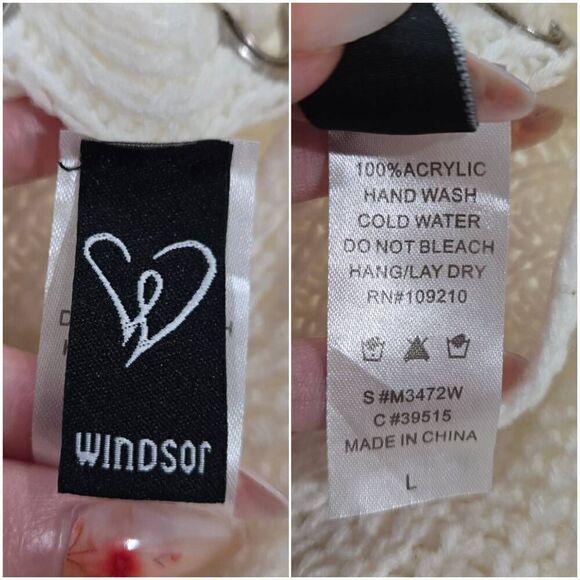 WINDSOR
100%ACRYLIC
HAND WASH
COLD WATER
DO NOT BLEACH
HANG/LAY DRY
RN#109210
S #M3472W
C #39515
MADE IN CHINA
L